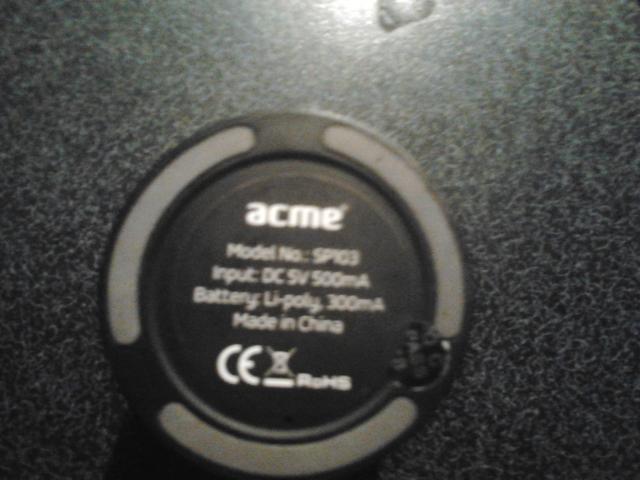 acme
Model No.: SP103
Input: DC 5V 500mA
Battery: Li-poly, 300mA
Made in China
CE RoHS